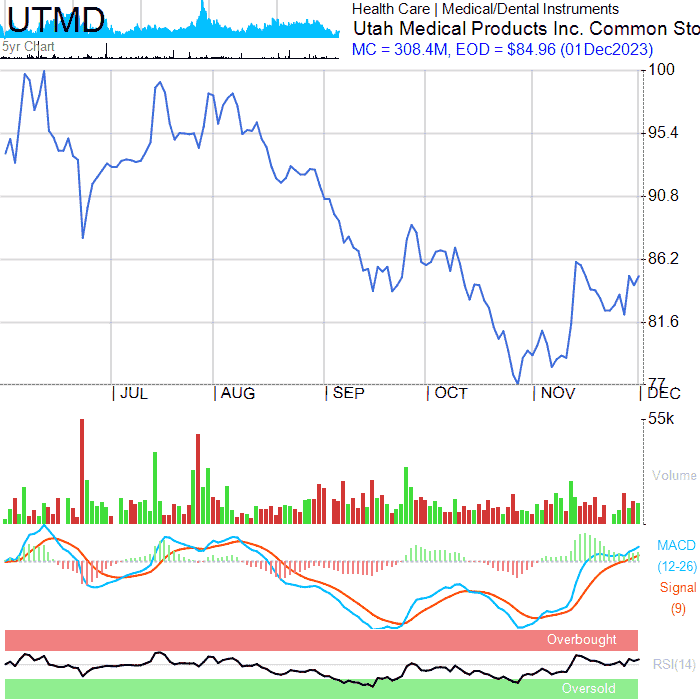 UTMD
5yr Chart
Health Care | Medical/Dental Instruments
Utah Medical Products Inc. Common Sto
MC = 308.4M, EOD = $84.96 (01Dec2023)
100
95.4
90.8
86.2
81.6
77
JUL AUG SEP OCT NOV DEC
55k
Volume
MACD
(12-26)
Signal
(9)
Overbought
RSI(14)
Oversold